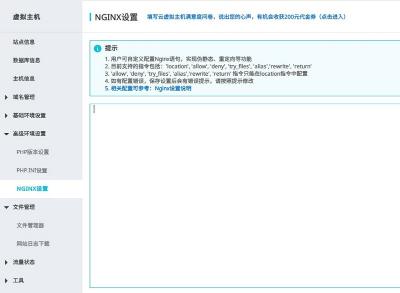 虚拟主机
站点信息
数据库信息
主机信息
域名管理
基础环境设置
高级环境设置
PHP版本设置
PHP.INI设置
NGINX设置
文件管理
文件管理器
网站日志下载
流量状态
工具
NGINX设置 填写云虚拟主机满意度问卷，说出您的心声，有机会收获200元代金券（点击进入）
提示
1. 用户可自定义配置Nginx语句，实现伪静态、重定向等功能
2. 目前支持的指令包括：'location', 'allow', 'deny', 'try_files', 'alias','rewrite', 'return'
3. 'allow', 'deny', 'try_files', 'alias','rewrite', 'return' 指令只能在location指令中配置
4. 如有配置错误，保存设置后会有错误提示，请按照提示修改
5. 相关配置可参考：Nginx设置说明